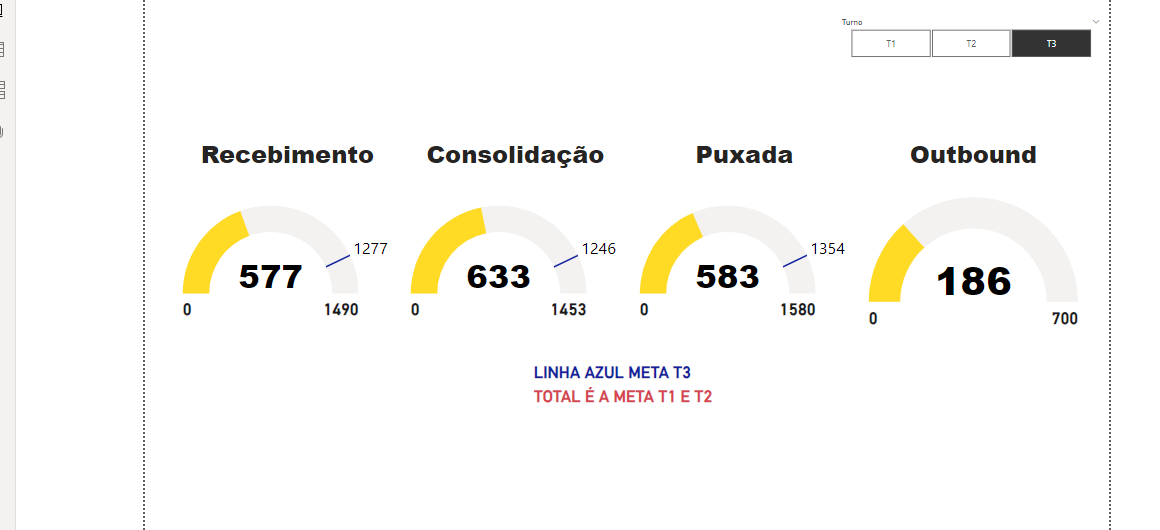 Turno
T1 T2 T3
Recebimento Consolidação Puxada Outbound
1277 1246 1354
577 633 583 186
0 1490 0 1453 0 1580 0 700
LINHA AZUL META T3
TOTAL É A META T1 E T2